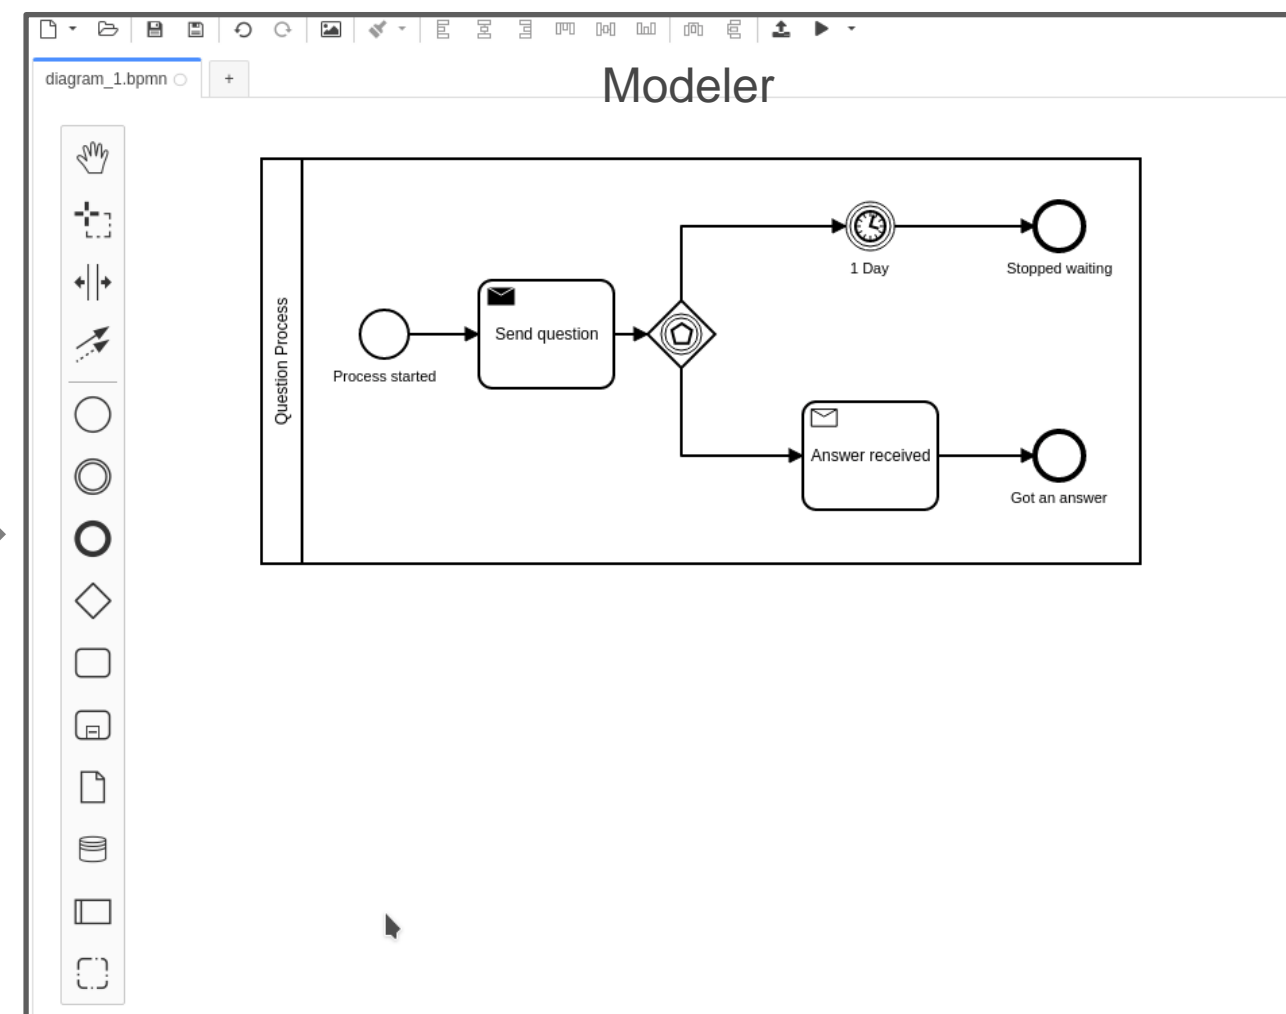 diagram_1.bpmn
+
Modeler
Question Process
1 Day
Stopped waiting
Send question
Process started
Answer received
Got an answer